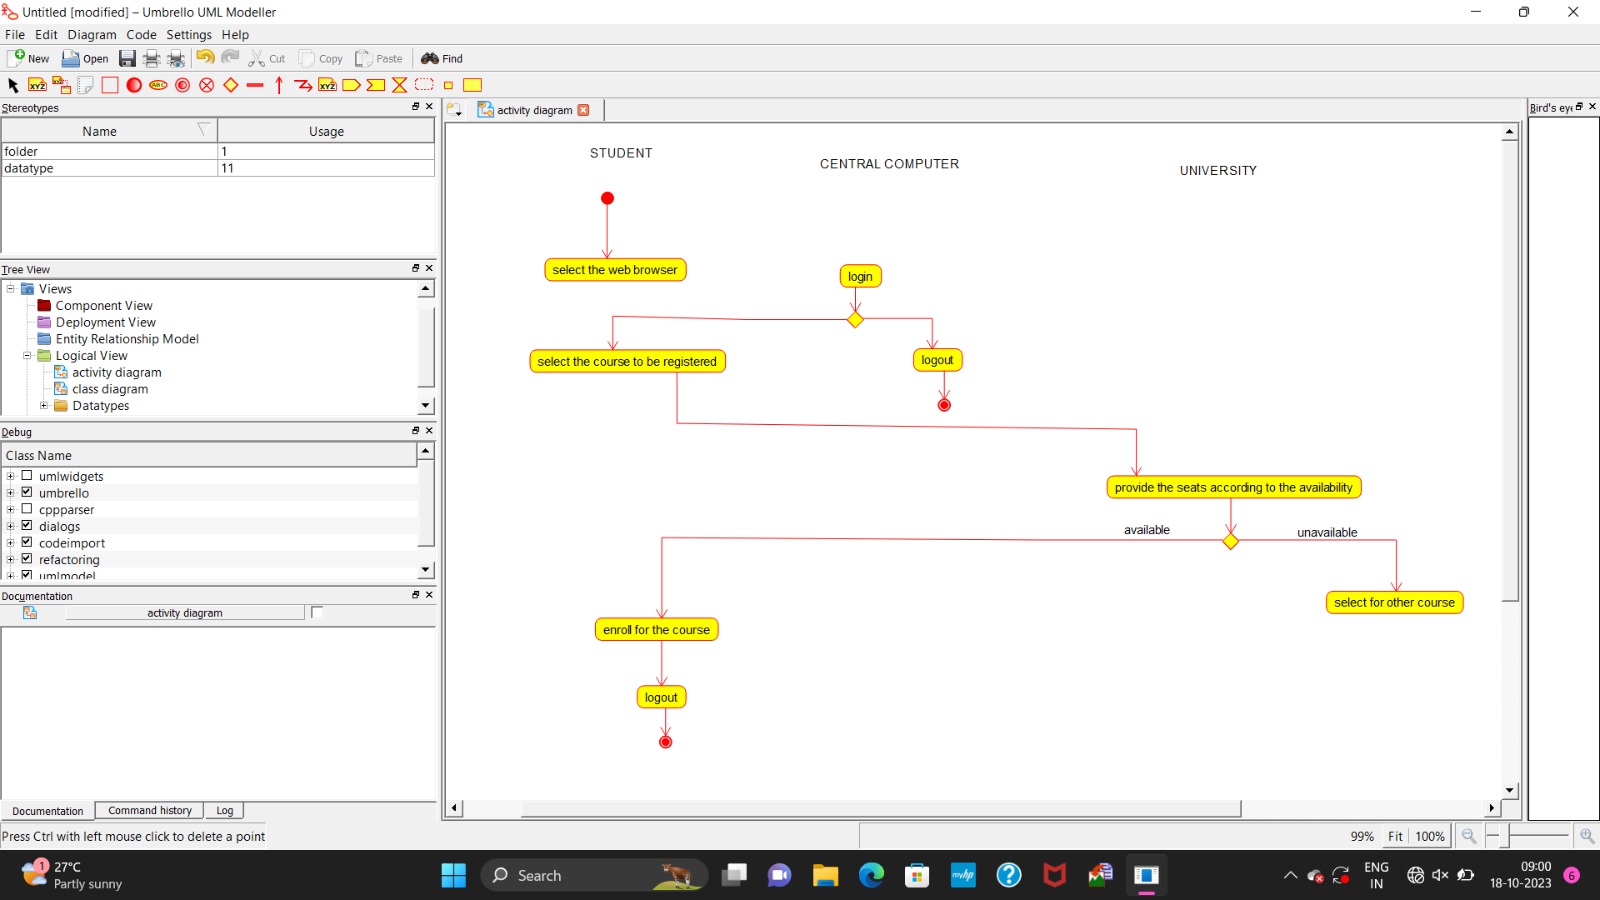 Untitled [modified] – Umbrello UML Modeller
File Edit Diagram Code Settings Help
New Open Cut Copy Paste Find
XYZ ABC XYZ
Stereotypes
Name Usage
folder 1
datatype 11
Tree View
Views
Component View
Deployment View
Entity Relationship Model
Logical View
activity diagram
class diagram
Datatypes
Debug
Class Name
umlwidgets
umbrello
cppparser
dialogs
codeimport
refactoring
umlmodel
Documentation
activity diagram
Documentation Command history Log
Press Ctrl with left mouse click to delete a point
activity diagram
Bird's eye
STUDENT
CENTRAL COMPUTER
UNIVERSITY
select the web browser
login
select the course to be registered
logout
provide the seats according to the availability
available
unavailable
select for other course
enroll for the course
logout
99% Fit 100%
1
27°C
Partly sunny
Search
myhp
ENG
IN
09:00
18-10-2023
6